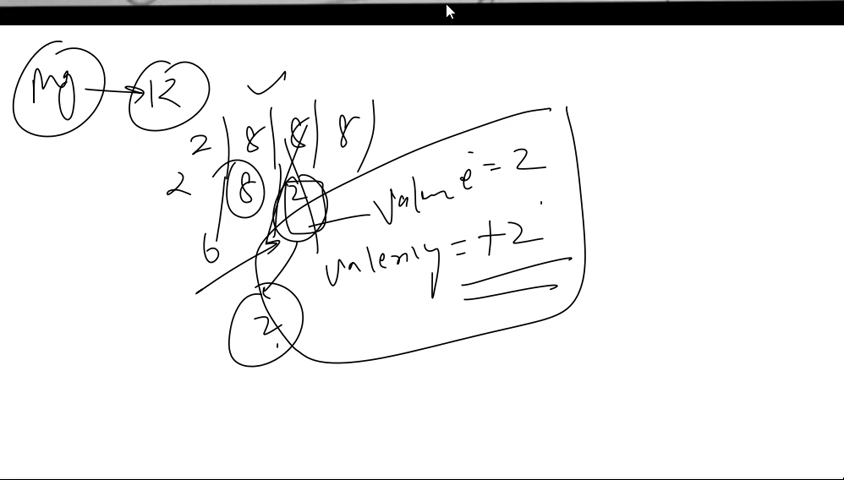 Mg → 12
2 | 8 | 8 | 8 |
2 8 2
6
Valence = 2
Valency = +2
2